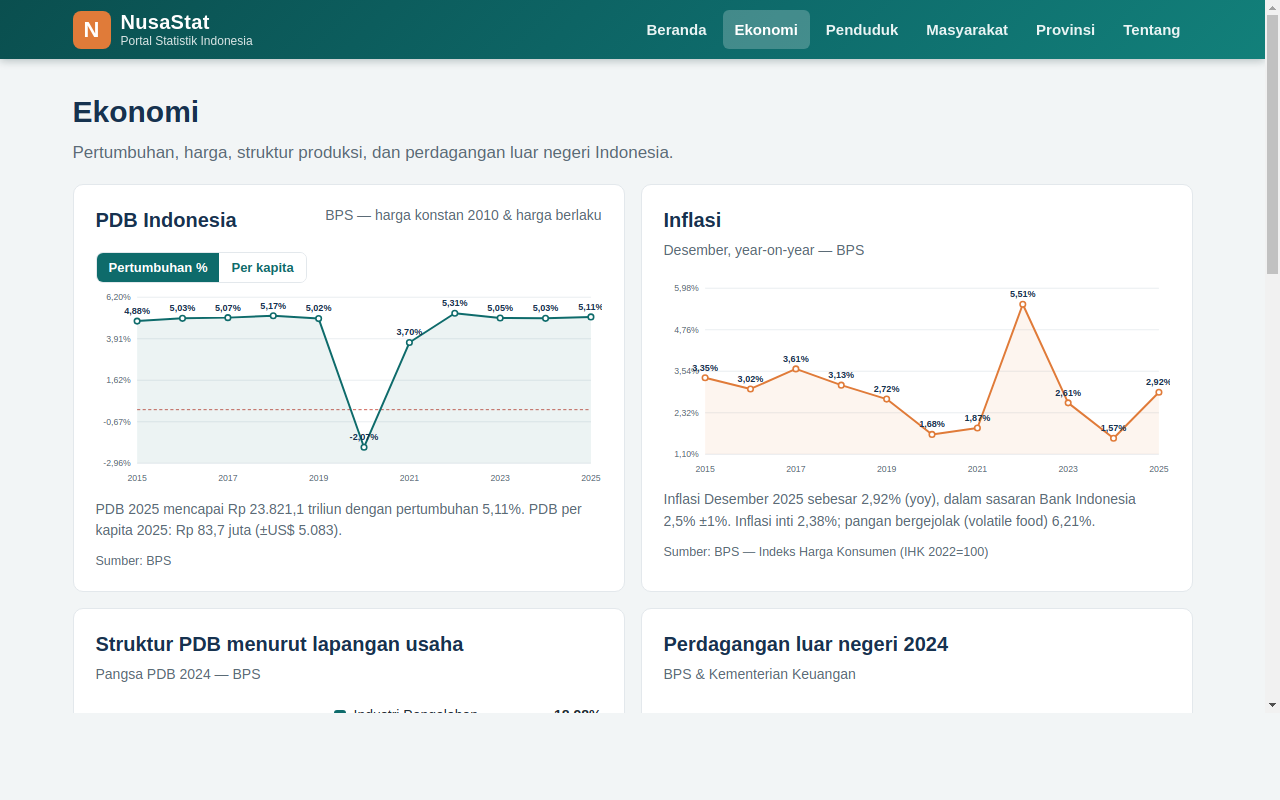 N
NusaStat
Portal Statistik Indonesia
Beranda
Ekonomi
Penduduk
Masyarakat
Provinsi
Tentang
Ekonomi
Pertumbuhan, harga, struktur produksi, dan perdagangan luar negeri Indonesia.
PDB Indonesia
BPS — harga konstan 2010 & harga berlaku
Pertumbuhan %
Per kapita
6,20%
3,91%
1,62%
-0,67%
-2,96%
4,88%
5,03%
5,07%
5,17%
5,02%
-2,07%
3,70%
5,31%
5,05%
5,03%
5,11%
2015
2017
2019
2021
2023
2025
PDB 2025 mencapai Rp 23.821,1 triliun dengan pertumbuhan 5,11%. PDB per
kapita 2025: Rp 83,7 juta (±US$ 5.083).
Sumber: BPS
Inflasi
Desember, year-on-year — BPS
5,98%
4,76%
3,54%
2,32%
1,10%
3,35%
3,02%
3,61%
3,13%
2,72%
1,68%
1,87%
5,51%
2,61%
1,57%
2,92%
2015
2017
2019
2021
2023
2025
Inflasi Desember 2025 sebesar 2,92% (yoy), dalam sasaran Bank Indonesia
2,5% ±1%. Inflasi inti 2,38%; pangan bergejolak (volatile food) 6,21%.
Sumber: BPS — Indeks Harga Konsumen (IHK 2022=100)
Struktur PDB menurut lapangan usaha
Pangsa PDB 2024 — BPS
Industri Pengolahan
18,98%
Perdagangan luar negeri 2024
BPS & Kementerian Keuangan